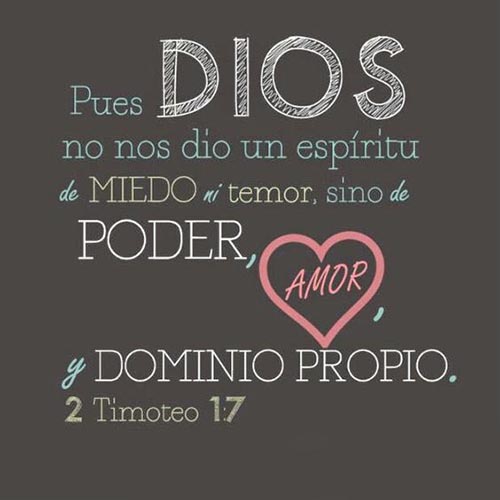 Pues DIOS
no nos dio un espíritu
de MIEDO ni temor, sino de
PODER, AMOR,
y DOMINIO PROPIO.
2 Timoteo 1:7